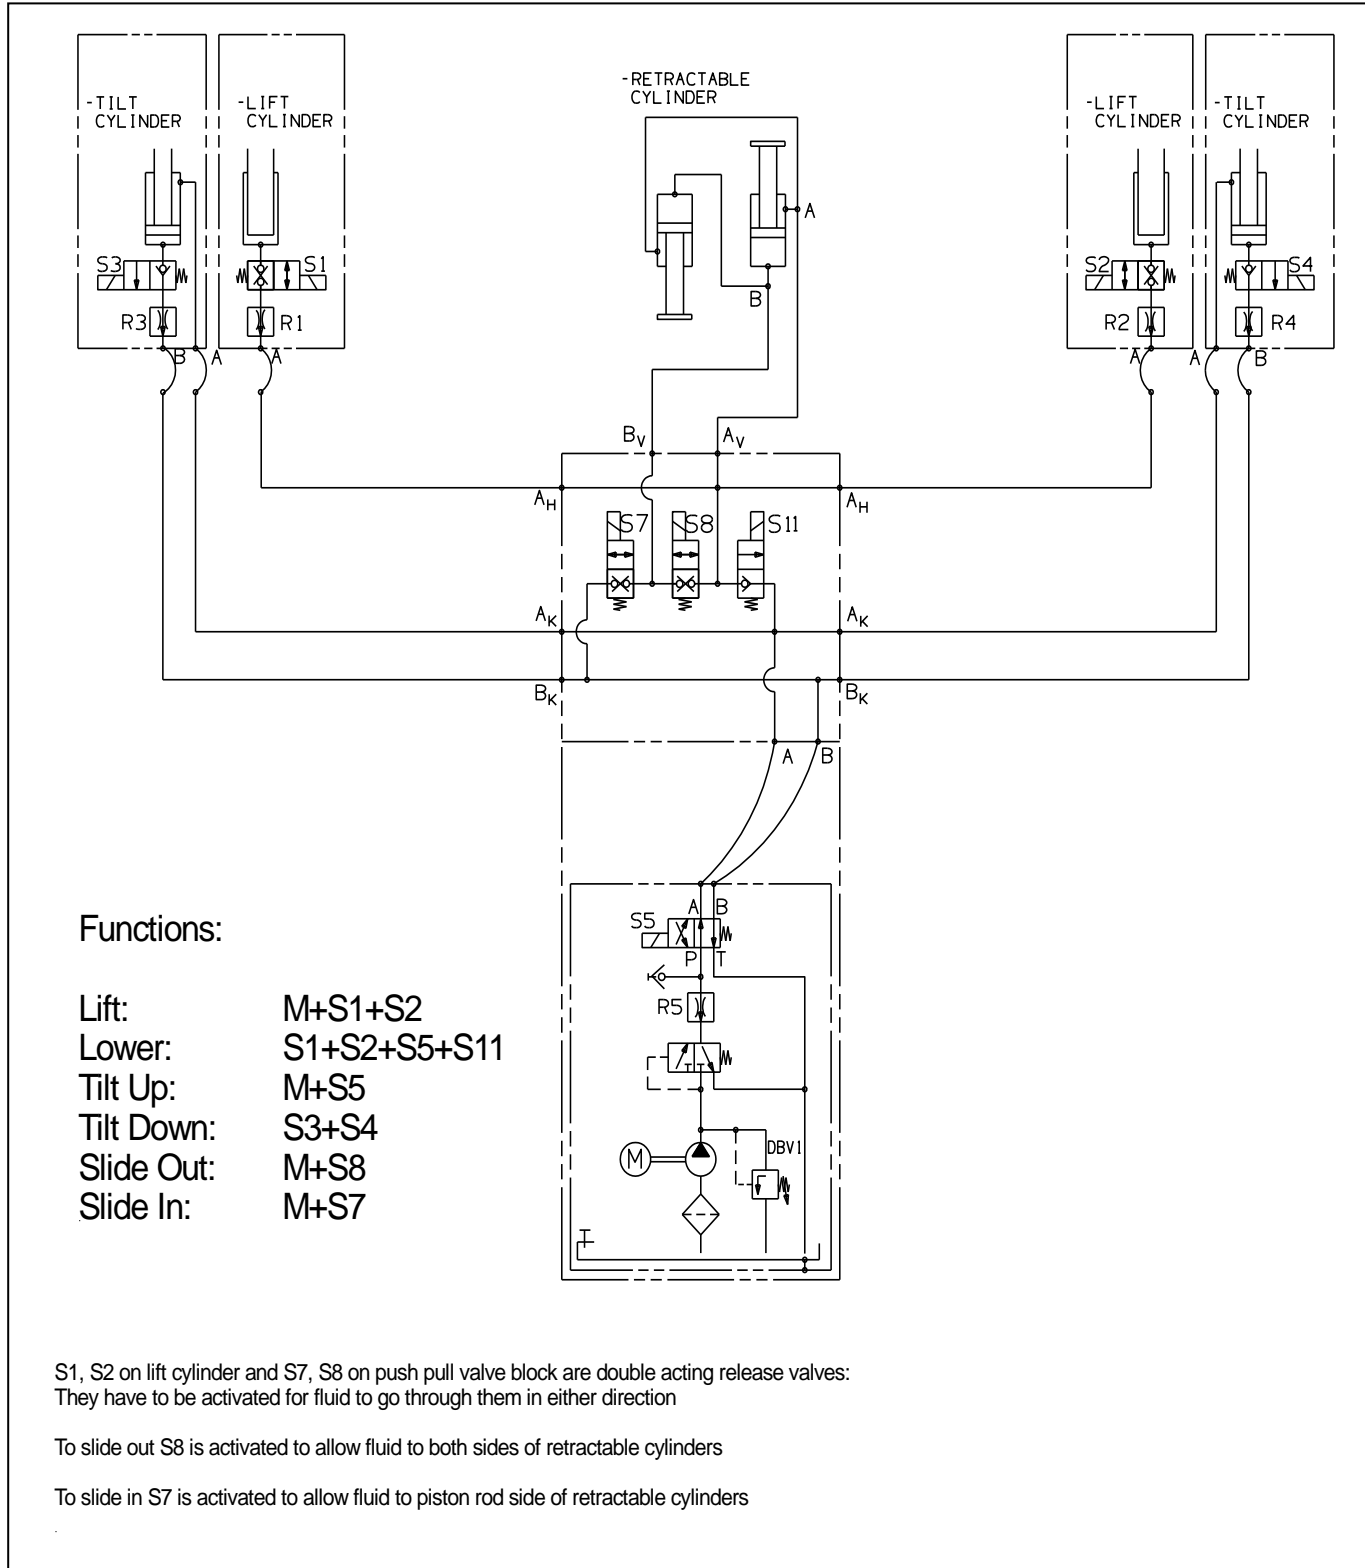 -TILT
CYLINDER
-LIFT
CYLINDER
-RETRACTABLE
CYLINDER
-LIFT
CYLINDER
-TILT
CYLINDER
A
S3
S1
S2
S4
B
R3
R1
R2
R4
B
A
A
A
A
B
BV
AV
AH
AH
S7
S8
S11
AK
AK
BK
BK
A
B
A
B
S5
P
T
R5
M
DBV1
T
Functions:
Lift: M+S1+S2
Lower: S1+S2+S5+S11
Tilt Up: M+S5
Tilt Down: S3+S4
Slide Out: M+S8
Slide In: M+S7
S1, S2 on lift cylinder and S7, S8 on push pull valve block are double acting release valves:
They have to be activated for fluid to go through them in either direction
To slide out S8 is activated to allow fluid to both sides of retractable cylinders
To slide in S7 is activated to allow fluid to piston rod side of retractable cylinders